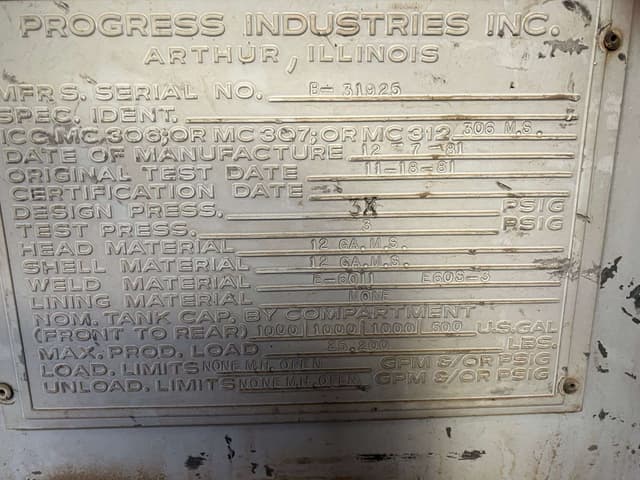 PROGRESS INDUSTRIES INC.
ARTHUR, ILLINOIS
MFRS. SERIAL NO. B-31925
SPEC. IDENT.
ICC MC 306; OR MC 307; OR MC 312 306 M.S.
DATE OF MANUFACTURE 12-7-81
ORIGINAL TEST DATE 11-18-81
CERTIFICATION DATE
DESIGN PRESS. 3X PSIG
TEST PRESS. 3 PSIG
HEAD MATERIAL 12 GA. M.S.
SHELL MATERIAL 12 GA. M.S.
WELD MATERIAL E-6011 E60S-3
LINING MATERIAL NONE
NOM. TANK CAP. BY COMPARTMENT
(FRONT TO REAR) 1000 | 1000 | 1000 | 500 U.S. GAL
MAX. PROD. LOAD 25,200 LBS.
LOAD. LIMITS NONE M.H. OPEN GPM &/OR PSIG
UNLOAD. LIMITS NONE M.H. OPEN GPM &/OR PSIG